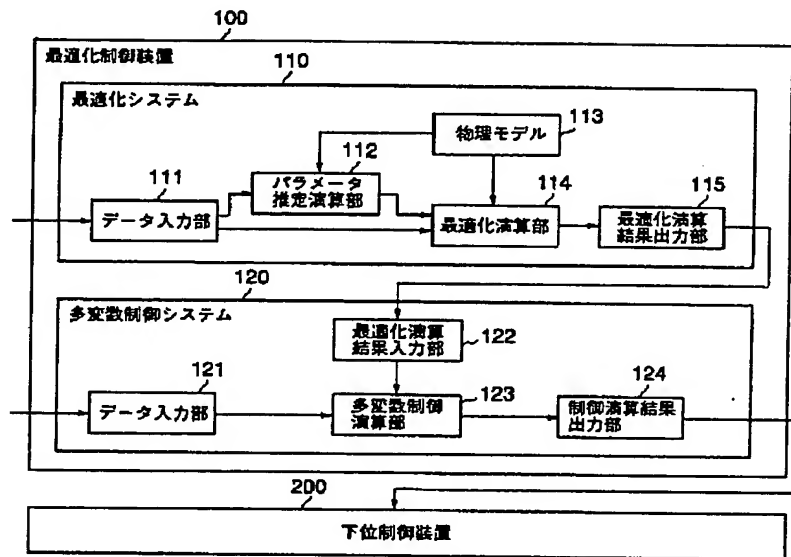 100
最適化制御装置
110
最適化システム
物理モデル
113
112
パラメータ
推定演算部
111
データ入力部
114
最適化演算部
115
最適化演算
結果出力部
120
多変数制御システム
最適化演算
結果入力部
122
121
データ入力部
多変数制御
演算部
123
124
制御演算結果
出力部
200
下位制御装置